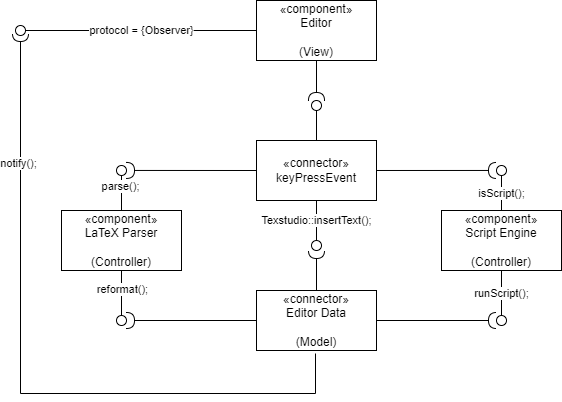 «component»
Editor
(View)
protocol = {Observer}
notify();
«connector»
keyPressEvent
parse();
isScript();
«component»
LaTeX Parser
(Controller)
Texstudio::insertText();
«component»
Script Engine
(Controller)
reformat();
runScript();
«connector»
Editor Data
(Model)